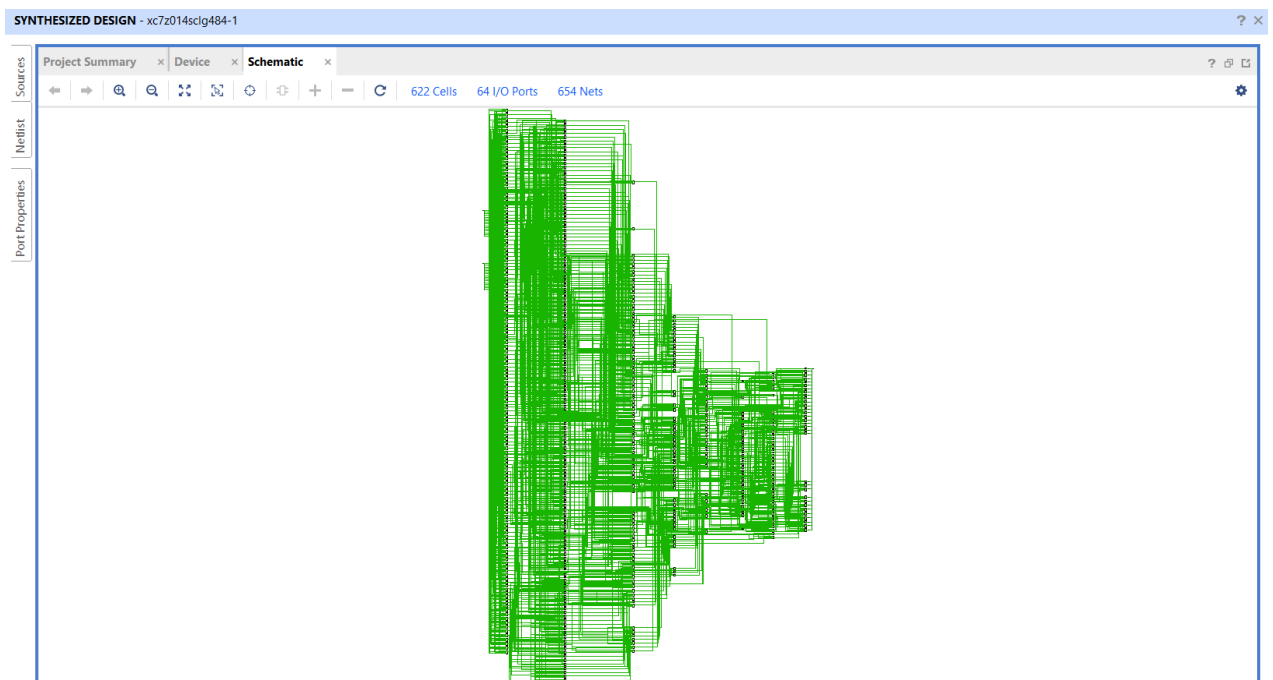 SYNTHESIZED DESIGN - xc7z014sclg484-1
Sources
Netlist
Port Properties
Project Summary × Device × Schematic ×
622 Cells 64 I/O Ports 654 Nets